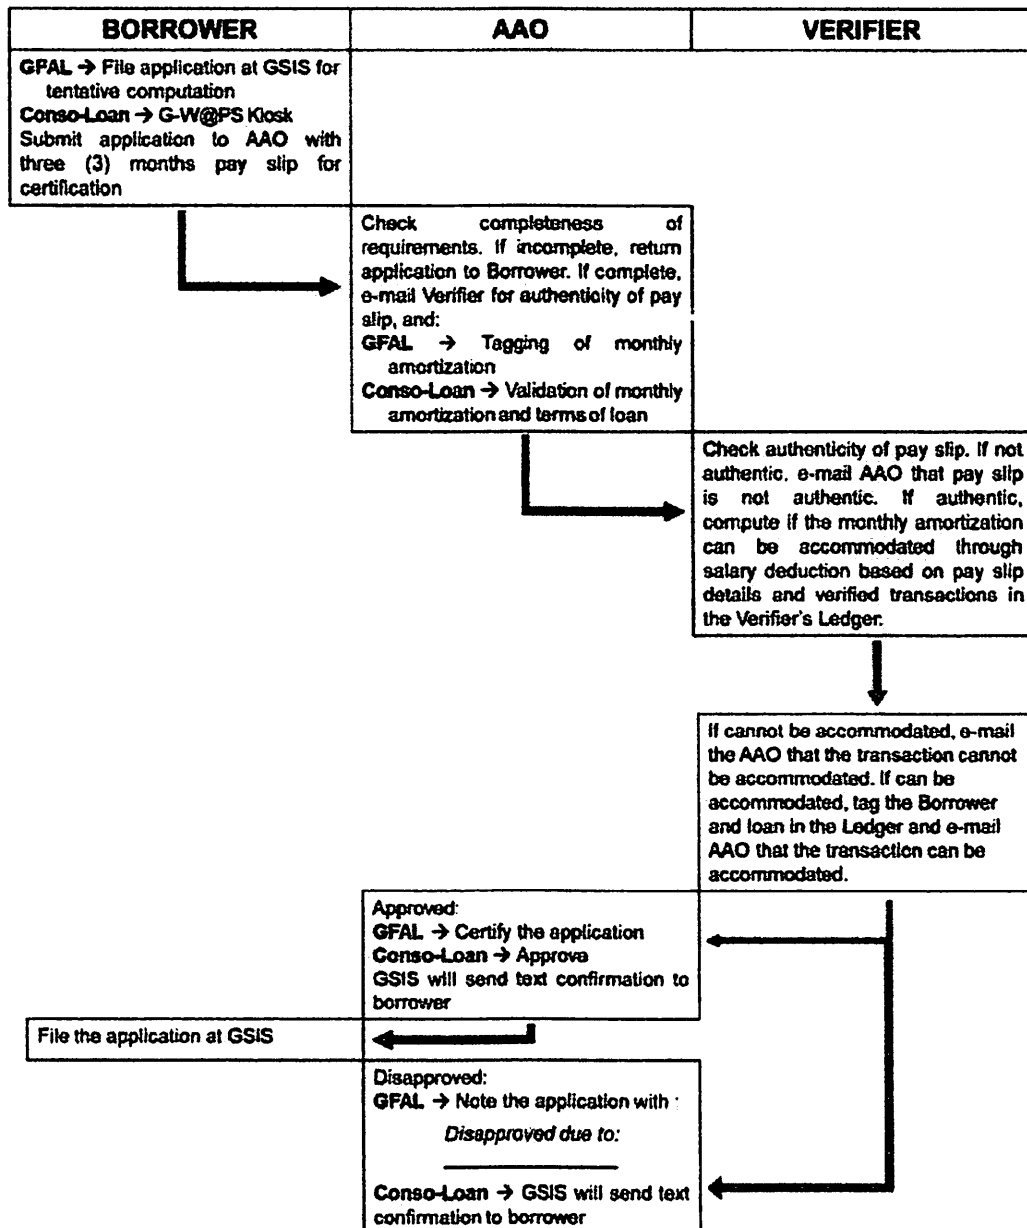 BORROWER
AAO
VERIFIER
GFAL → File application at GSIS for
tentative computation
Conso-Loan → G-W@PS Kiosk
Submit application to AAO with
three (3) months pay slip for
certification
Check completeness of
requirements. If incomplete, return
application to Borrower. If complete,
e-mail Verifier for authenticity of pay
slip, and:
GFAL → Tagging of monthly
amortization
Conso-Loan → Validation of monthly
amortization and terms of loan
Check authenticity of pay slip. If not
authentic, e-mail AAO that pay slip
is not authentic. If authentic,
compute if the monthly amortization
can be accommodated through
salary deduction based on pay slip
details and verified transactions in
the Verifier's Ledger.
If cannot be accommodated, e-mail
the AAO that the transaction cannot
be accommodated. If can be
accommodated, tag the Borrower
and loan in the Ledger and e-mail
AAO that the transaction can be
accommodated.
Approved:
GFAL → Certify the application
Conso-Loan → Approve
GSIS will send text confirmation to
borrower
File the application at GSIS
Disapproved:
GFAL → Note the application with :
Disapproved due to:
Conso-Loan → GSIS will send text
confirmation to borrower